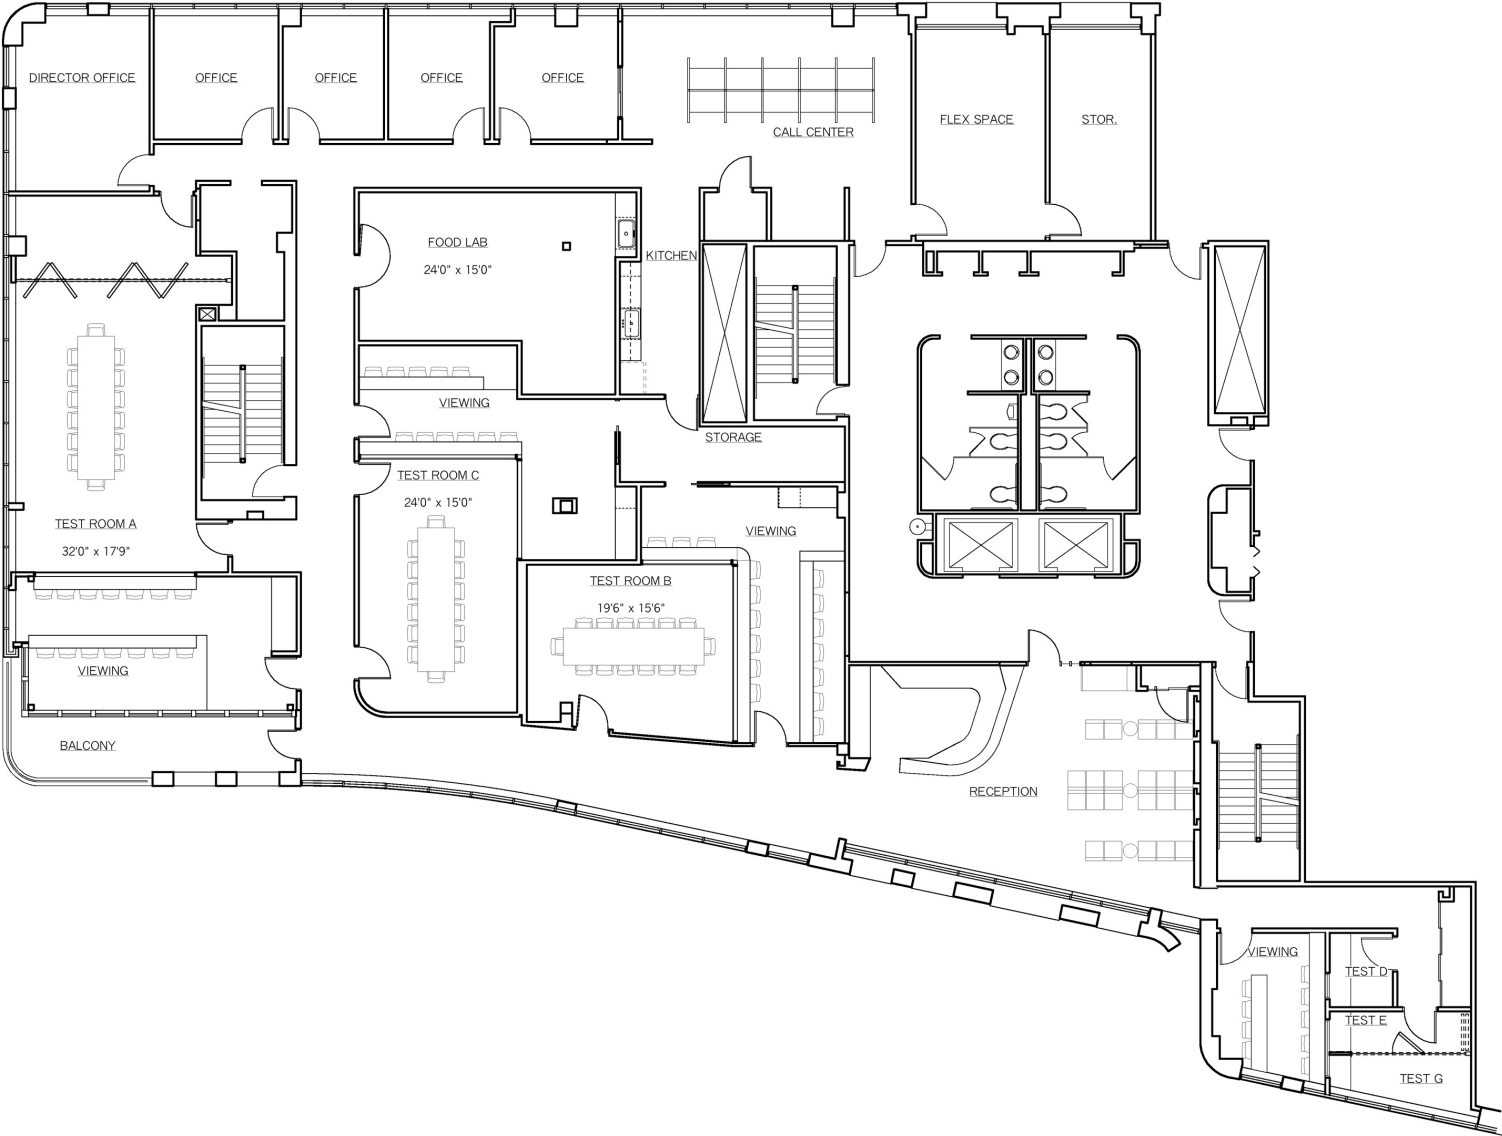 DIRECTOR OFFICE
OFFICE
OFFICE
OFFICE
OFFICE
CALL CENTER
FLEX SPACE
STOR.
FOOD LAB
24'0" x 15'0"
KITCHEN
VIEWING
STORAGE
TEST ROOM C
24'0" x 15'0"
TEST ROOM A
32'0" x 17'9"
VIEWING
TEST ROOM B
19'6" x 15'6"
VIEWING
BALCONY
RECEPTION
VIEWING
TEST D
TEST E
TEST G